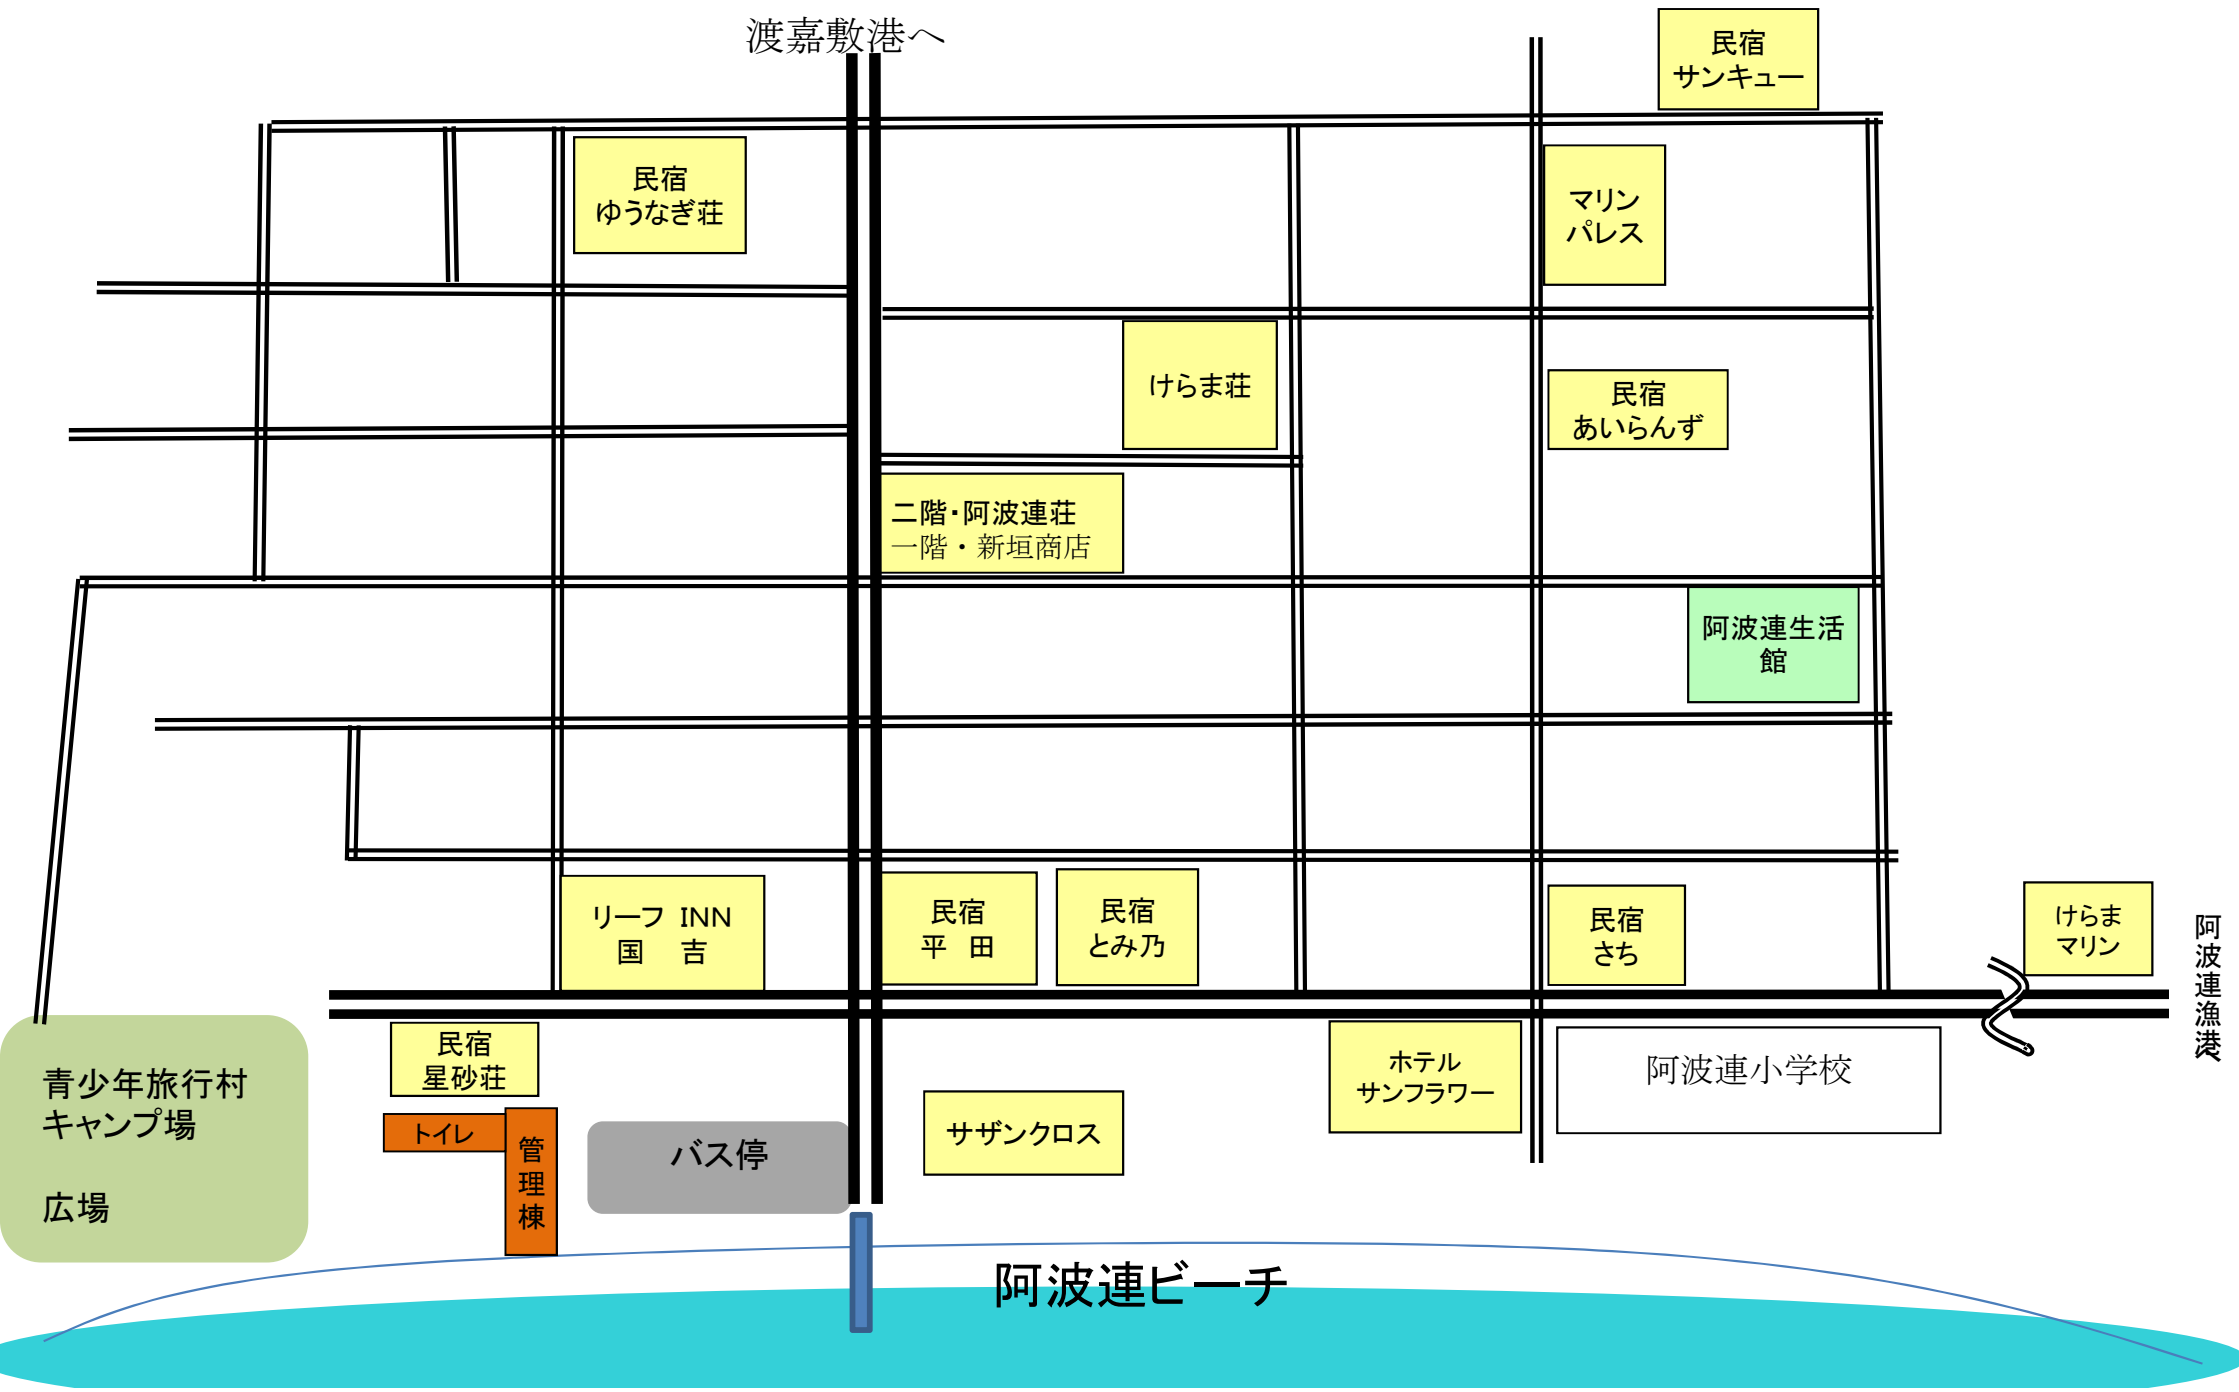 渡嘉敷港へ
民宿
サンキュー
民宿
ゆうなぎ荘
マリン
パレス
けらま荘
民宿
あいらんず
二階・阿波連荘
一階・新垣商店
阿波連生活
館
リーフ INN
国 吉
民宿
平 田
民宿
とみ乃
民宿
さち
けらま
マリン
阿波連漁港へ
民宿
星砂荘
ホテル
サンフラワー
阿波連小学校
青少年旅行村
キャンプ場
広場
トイレ
管理棟
バス停
サザンクロス
阿波連ビーチ